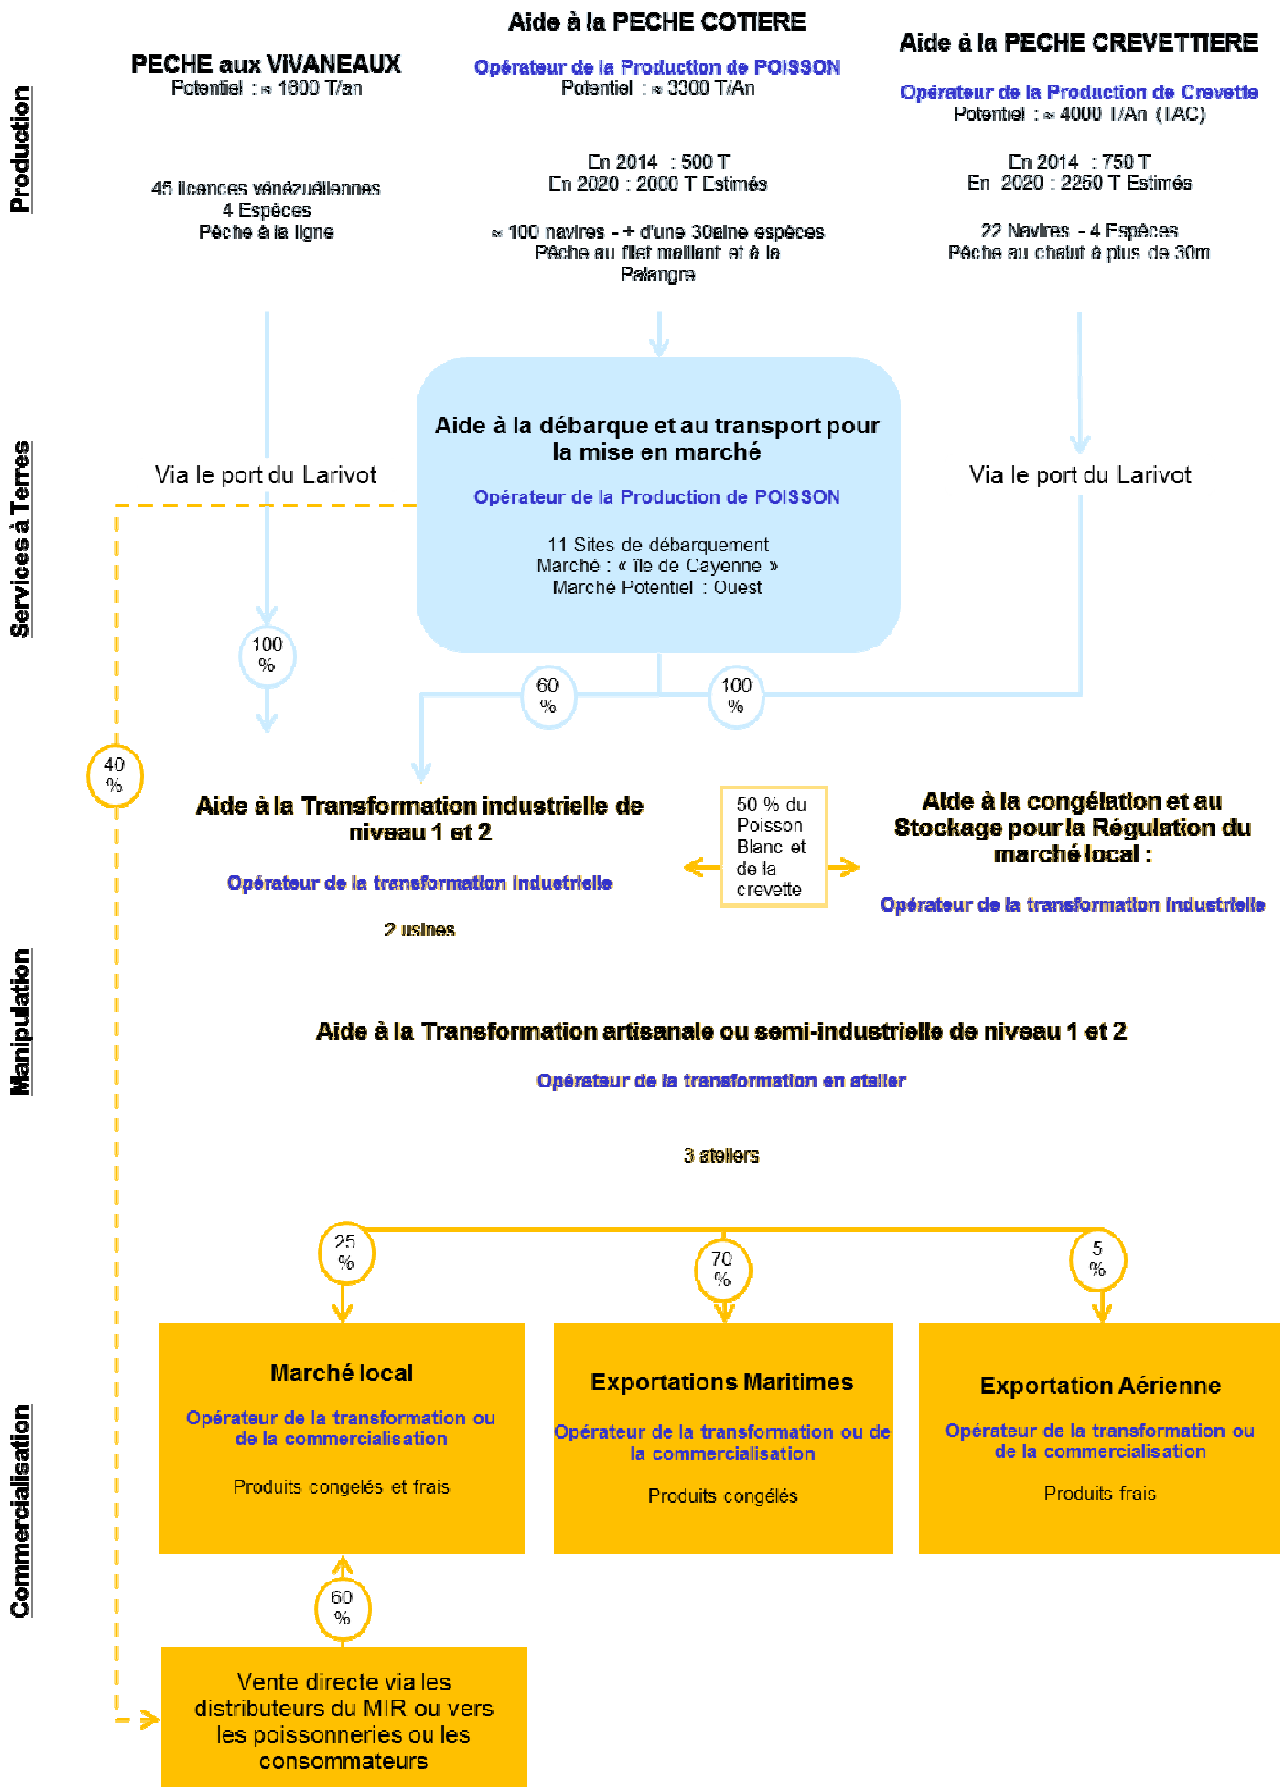 Production
PECHE aux VIVANEAUX
Potentiel : ≈ 1600 T/an
45 licences vénézuéliennes
4 Espèces
Pêche à la ligne
Aide à la PECHE COTIERE
Opérateur de la Production de POISSON
Potentiel : ≈ 3300 T/An
En 2014 : 500 T
En 2020 : 2000 T Estimés
≈ 100 navires - + d'une 30aine espèces
Pêche au filet maillant et à la
Palangre
Aide à la PECHE CREVETTIERE
Opérateur de la Production de Crevette
Potentiel : ≈ 4000 T/An (TAC)
En 2014 : 750 T
En 2020 : 2250 T Estimés
22 Navires - 4 Espèces
Pêche au chalut à plus de 30m
Services à Terres
Via le port du Larivot
Aide à la débarque et au transport pour
la mise en marché
Opérateur de la Production de POISSON
11 Sites de débarquement
Marché : « île de Cayenne »
Marché Potentiel : Ouest
Via le port du Larivot
100
%
60
%
100
%
40
%
Manipulation
Aide à la Transformation industrielle de
niveau 1 et 2
Opérateur de la transformation industrielle
2 usines
50 % du
Poisson
Blanc et
de la
crevette
Aide à la congélation et au
Stockage pour la Régulation du
marché local :
Opérateur de la transformation industrielle
Aide à la Transformation artisanale ou semi-industrielle de niveau 1 et 2
Opérateur de la transformation en atelier
3 ateliers
25
%
70
%
5
%
Commercialisation
Marché local
Opérateur de la transformation ou
de la commercialisation
Produits congelés et frais
Exportations Maritimes
Opérateur de la transformation ou de
la commercialisation
Produits congélés
Exportation Aérienne
Opérateur de la transformation ou
de la commercialisation
Produits frais
60
%
Vente directe via les
distributeurs du MIR ou vers
les poissonneries ou les
consommateurs